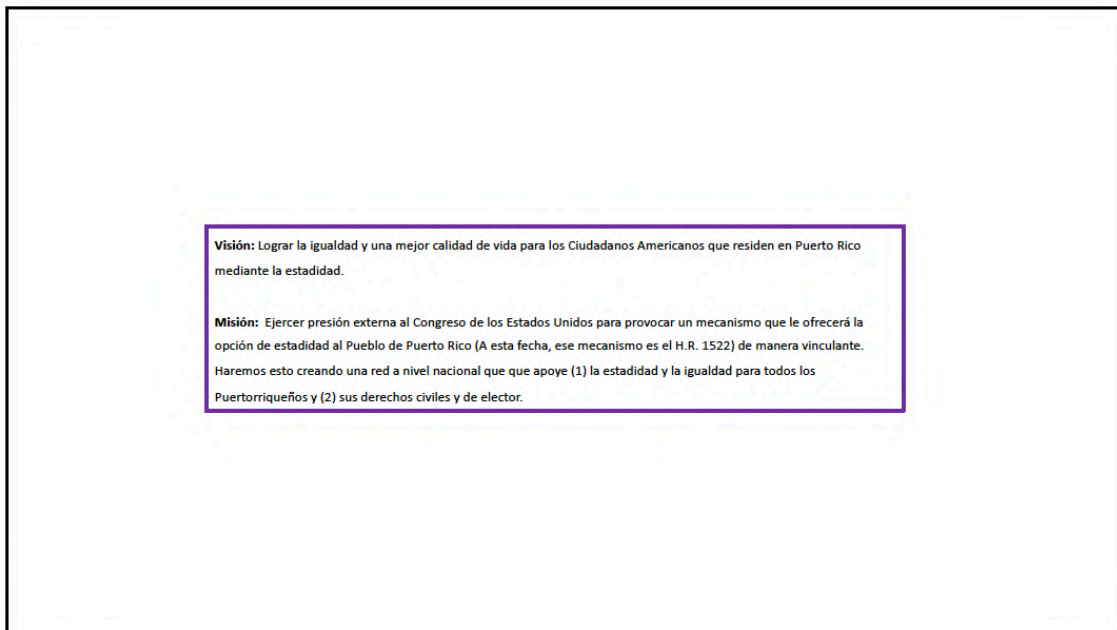 Visión: Lograr la igualdad y una mejor calidad de vida para los Ciudadanos Americanos que residen en Puerto Rico
mediante la estadidad.
Misión: Ejercer presión externa al Congreso de los Estados Unidos para provocar un mecanismo que le ofrecerá la
opción de estadidad al Pueblo de Puerto Rico (A esta fecha, ese mecanismo es el H.R. 1522) de manera vinculante.
Haremos esto creando una red a nivel nacional que que apoye (1) la estadidad y la igualdad para todos los
Puertorriqueños y (2) sus derechos civiles y de elector.